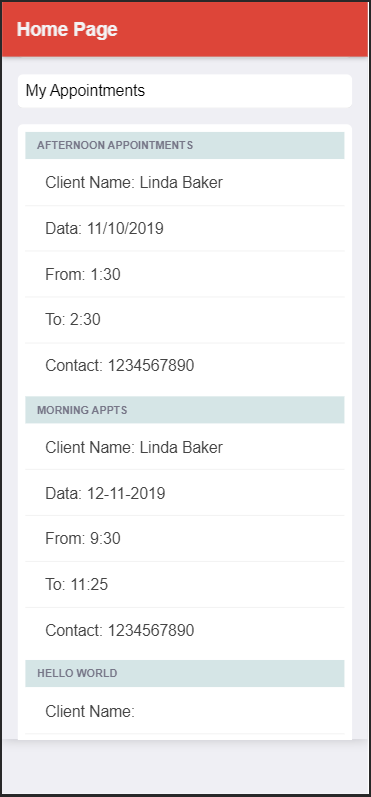 Home Page
My Appointments
AFTERNOON APPOINTMENTS
Client Name: Linda Baker
Data: 11/10/2019
From: 1:30
To: 2:30
Contact: 1234567890
MORNING APPTS
Client Name: Linda Baker
Data: 12-11-2019
From: 9:30
To: 11:25
Contact: 1234567890
HELLO WORLD
Client Name: